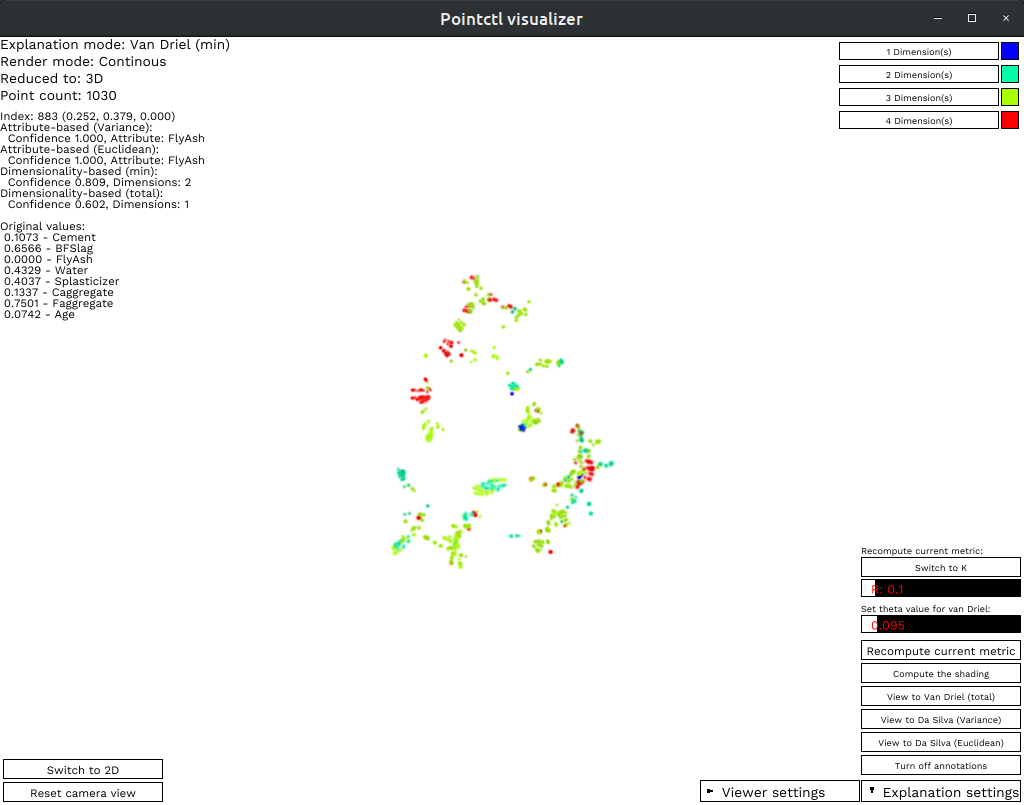 Pointctl visualizer
Explanation mode: Van Driel (min)
Render mode: Continous
Reduced to: 3D
Point count: 1030
Index: 883 (0.252, 0.379, 0.000)
Attribute-based (Variance):
Confidence 1.000, Attribute: FlyAsh
Attribute-based (Euclidean):
Confidence 1.000, Attribute: FlyAsh
Dimensionality-based (min):
Confidence 0.809, Dimensions: 2
Dimensionality-based (total):
Confidence 0.602, Dimensions: 1
Original values:
0.1073 - Cement
0.6566 - BFSlag
0.0000 - FlyAsh
0.4329 - Water
0.4037 - Splasticizer
0.1337 - Caggregate
0.7501 - Faggregate
0.0742 - Age
1 Dimension(s)
2 Dimension(s)
3 Dimension(s)
4 Dimension(s)
Recompute current metric:
Switch to K
R: 0.1
Set theta value for van Driel:
0.095
Recompute current metric
Compute the shading
View to Van Driel (total)
View to Da Silva (Variance)
View to Da Silva (Euclidean)
Turn off annotations
Switch to 2D
Reset camera view
Viewer settings
Explanation settings